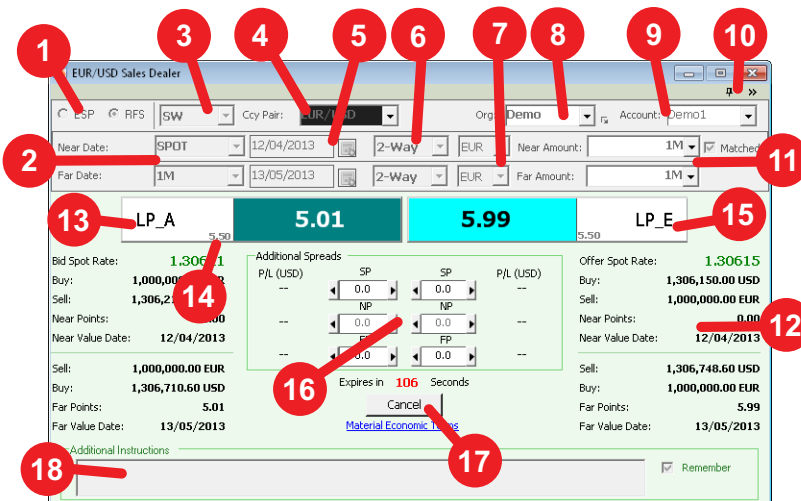 1 3 4 5 6 7 8 9 10
EUR/USD Sales Dealer
ESP RFS SW Ccy Pair: EUR/USD Org: Demo Account: Demo1
2 11
Near Date: SPOT 12/04/2013 2-Way EUR Near Amount: 1M Matched
Far Date: 1M 13/05/2013 2-Way EUR Far Amount: 1M
13 LP_A 5.50 5.01 5.99 5.50 LP_E 15
14
Bid Spot Rate: Additional Spreads Offer Spot Rate: 1.30615
P/L (USD) SP SP P/L (USD)
Buy: Buy: 1,306,150.00 USD
-- 0.0 0.0 --
Sell: Sell: 1,000,000.00 EUR
NP NP
Near Points: Near Points: 0.00
-- 0.0 0.0 -- 12
Near Value Date: 12/04/2013 Near Value Date: 12/04/2013
FP
-- 0.0 0.0 --
16
Sell: 1,000,000.00 EUR Sell: 1,306,748.60 USD
Buy: 1,306,710.60 USD Expires in 106 Seconds Buy: 1,000,000.00 EUR
Far Points: 5.01 Cancel Far Points: 5.99
Far Value Date: 13/05/2013 Material Economic Terms Far Value Date: 13/05/2013
17
Additional Instructions
18 Remember